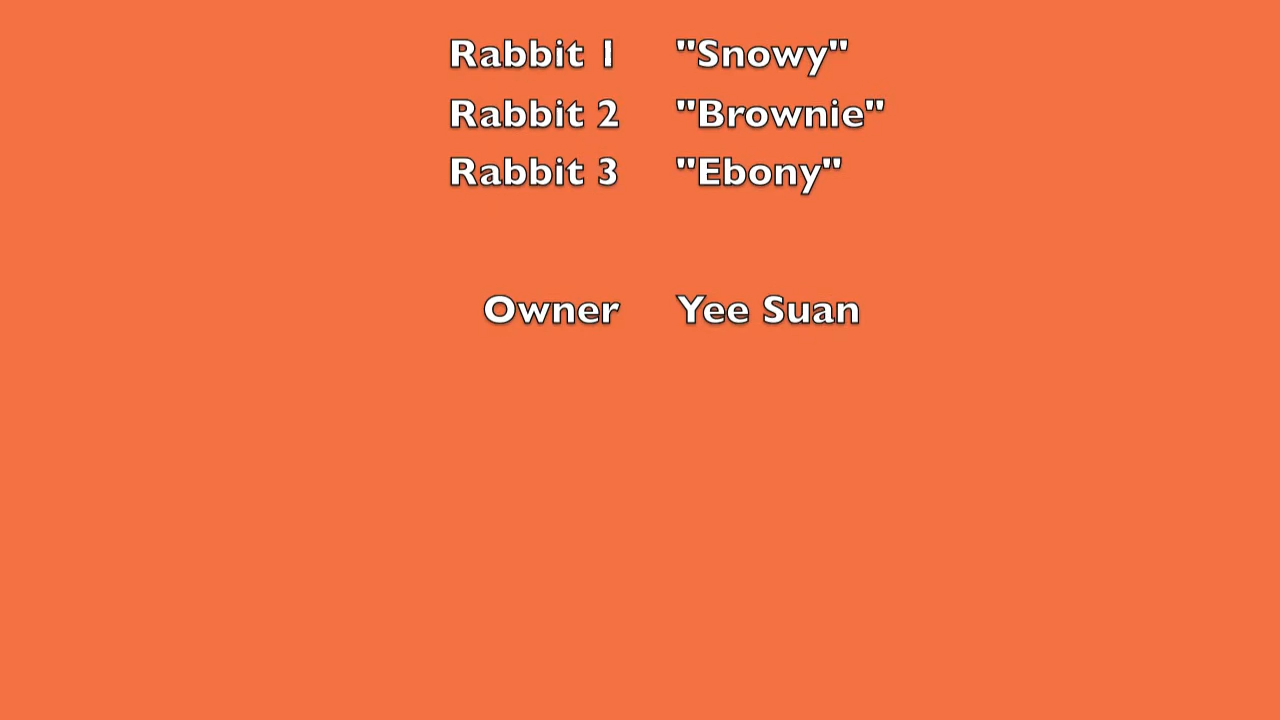 Rabbit 1 "Snowy"
Rabbit 2 "Brownie"
Rabbit 3 "Ebony"
Owner Yee Suan